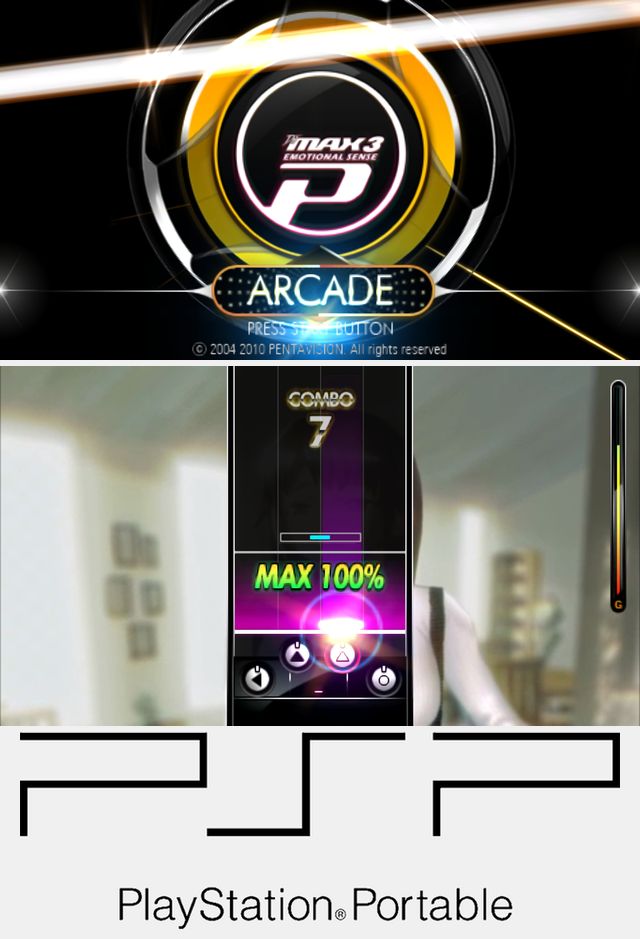 THE MAX 3
EMOTIONAL SENSE
P
ARCADE
PRESS START BUTTON
© 2004 2010 PENTAVISION. All rights reserved
COMBO
7
MAX 100%
G
PSP
PlayStation®Portable